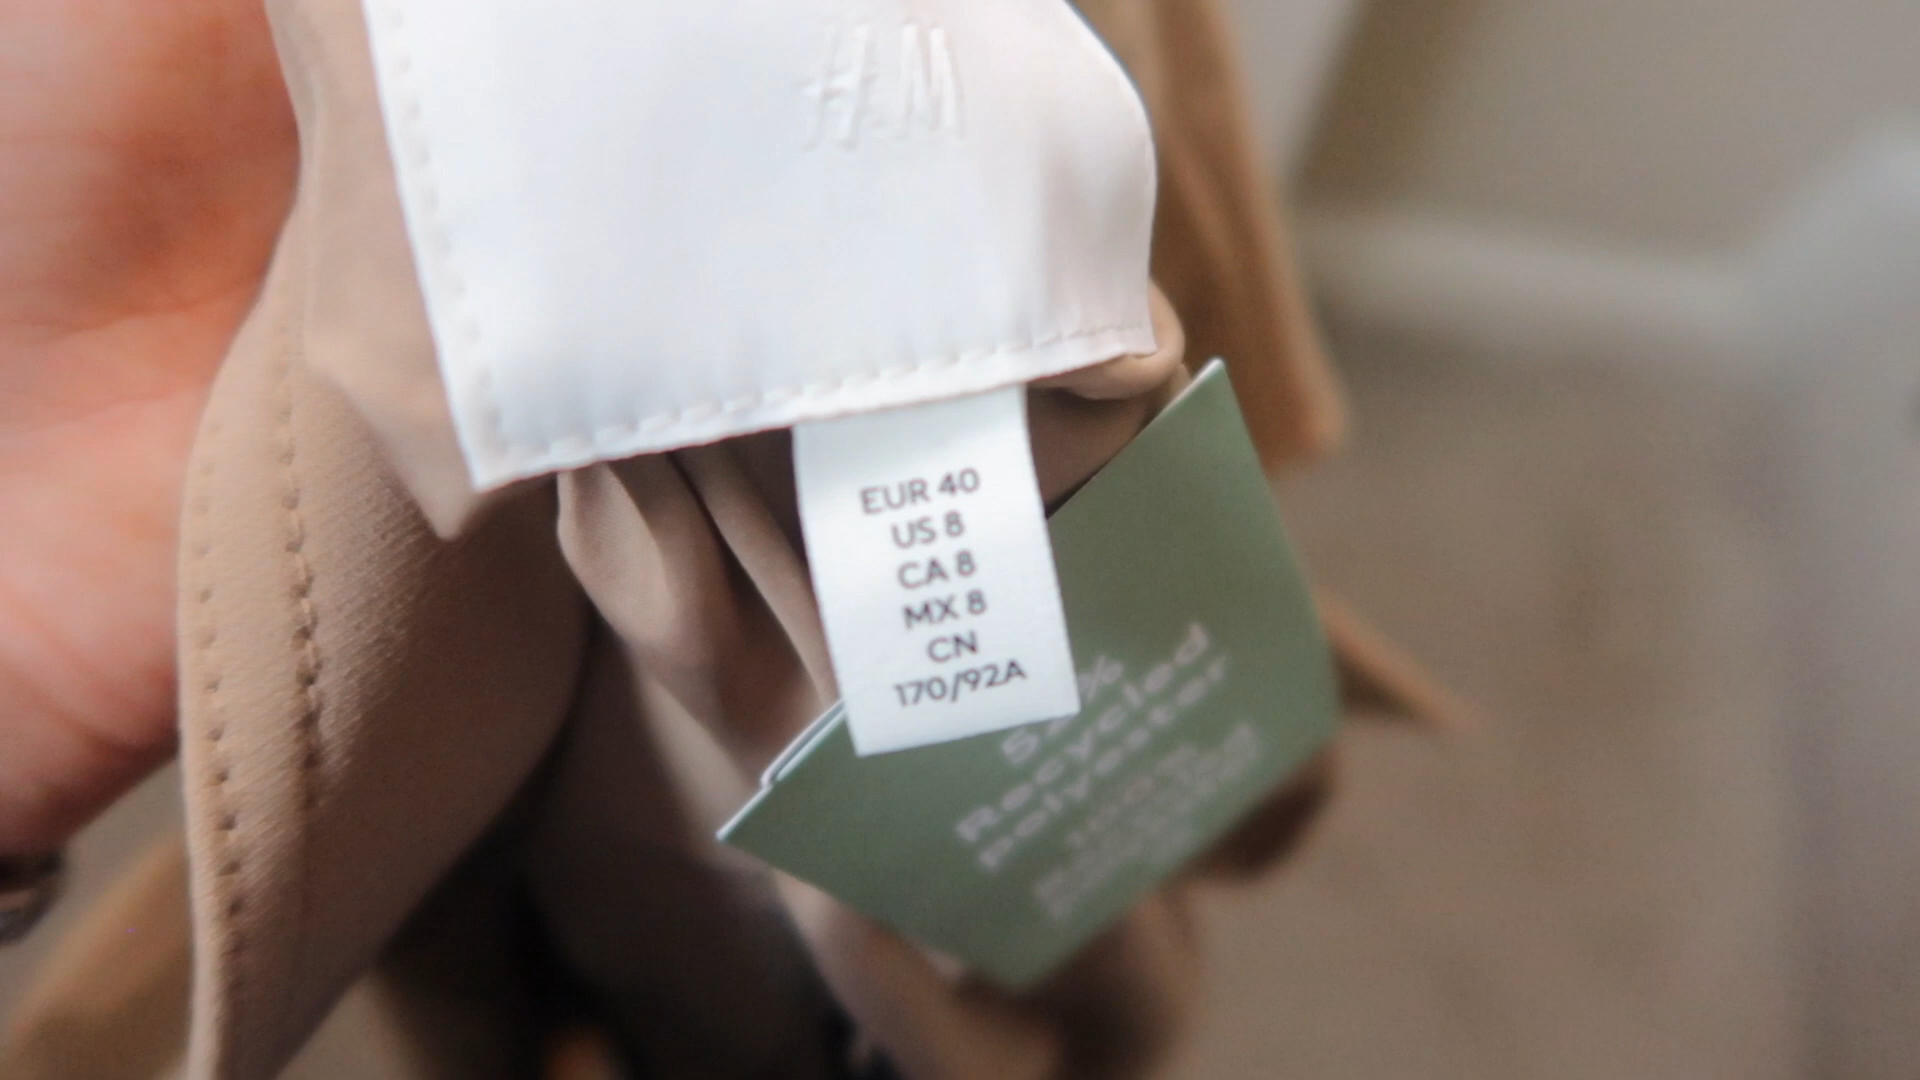 H&M
EUR 40
US 8
CA 8
MX 8
CN
170/92A
Recycled
Polyester